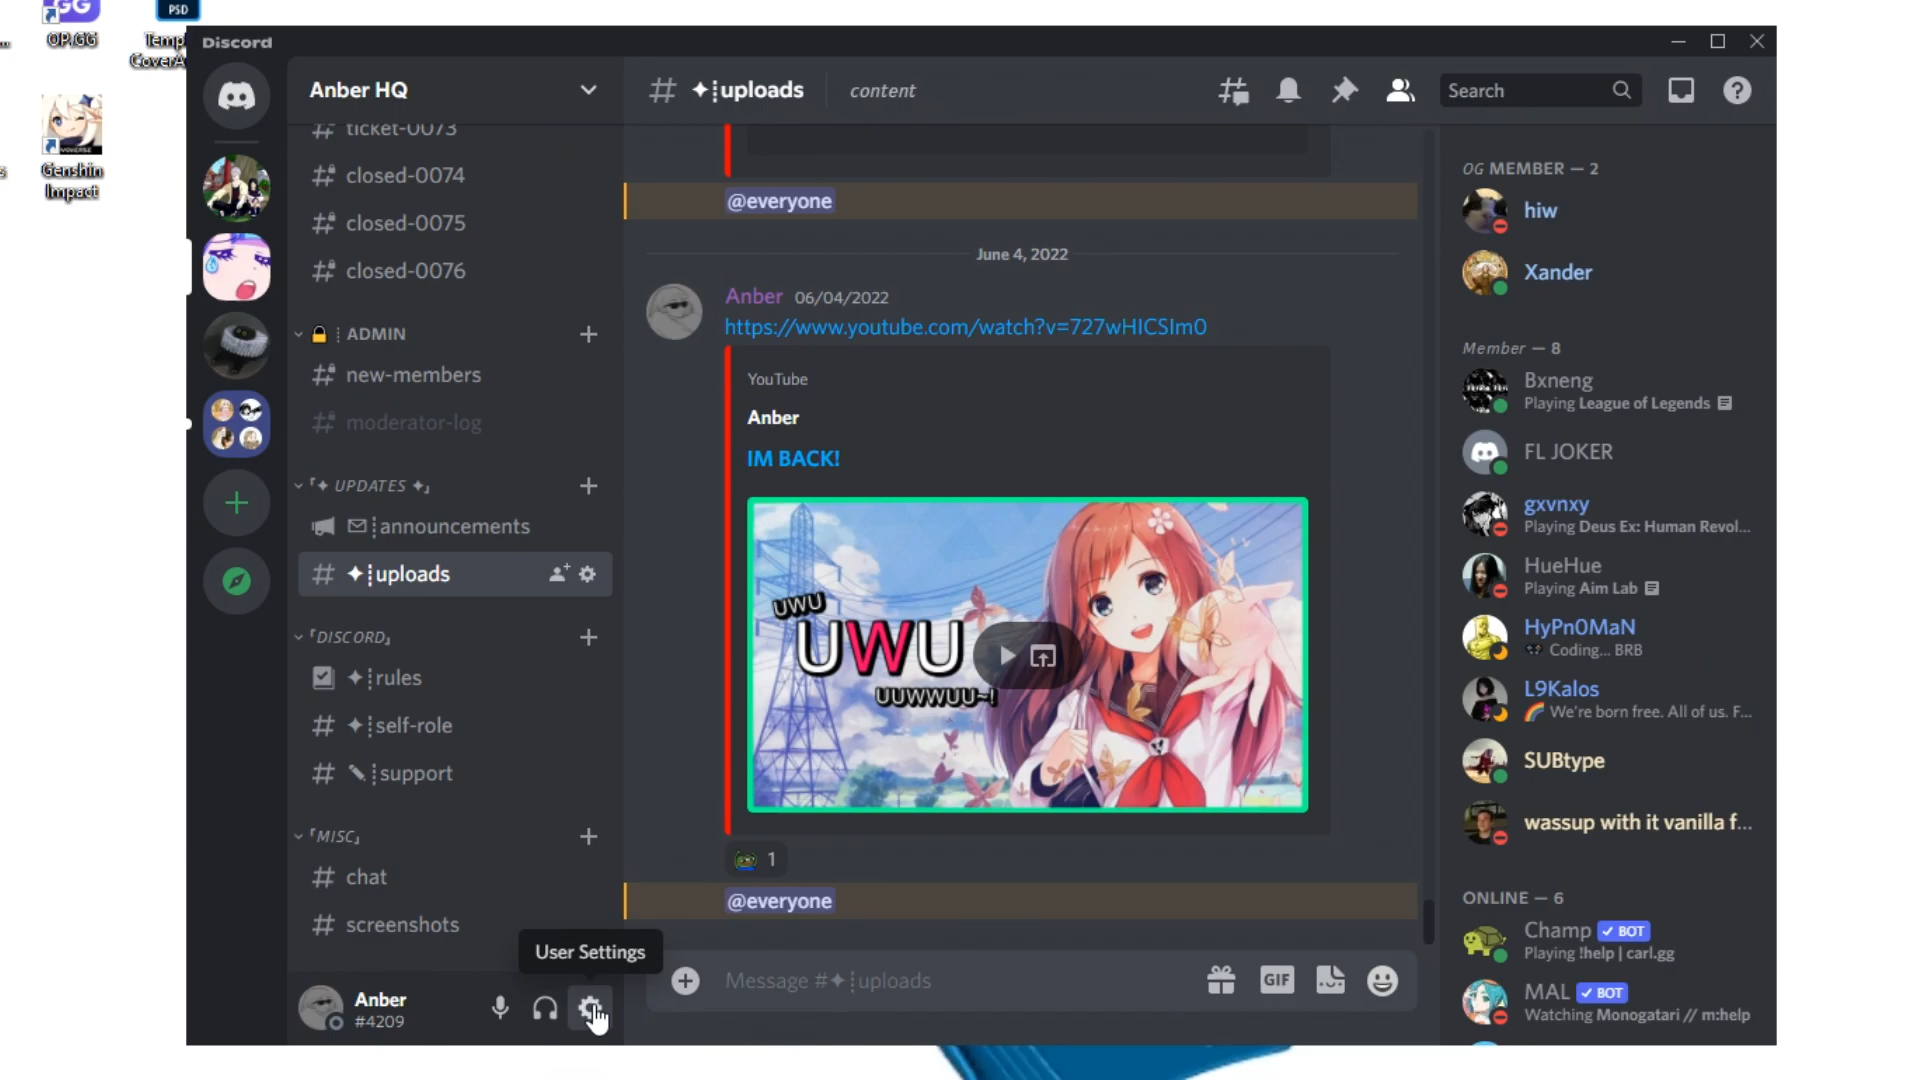 OP.GG
PSD
Temp
CoverA
Genshin
Impact
Discord
Anber HQ
ticket-0073
closed-0074
closed-0075
closed-0076
ADMIN
new-members
moderator-log
「✦ UPDATES ✦」
announcements
✦┊uploads
「DISCORD」
✦┊rules
✦┊self-role
support
「MISC」
chat
screenshots
User Settings
Anber
#4209
✦┊uploads
content
Search
@everyone
June 4, 2022
Anber 06/04/2022
https://www.youtube.com/watch?v=727wHICSIm0
YouTube
Anber
IM BACK!
UWU
UWU
UUWWUU~!
1
@everyone
Message #✦┊uploads
GIF
OG MEMBER — 2
hiw
Xander
Member — 8
Bxneng
Playing League of Legends
FL JOKER
gxvnxy
Playing Deus Ex: Human Revol...
HueHue
Playing Aim Lab
HyPn0MaN
Coding... BRB
L9Kalos
We're born free. All of us. F...
SUBtype
wassup with it vanilla f...
ONLINE — 6
Champ ✓ BOT
Playing !help | carl.gg
MAL ✓ BOT
Watching Monogatari // m:help